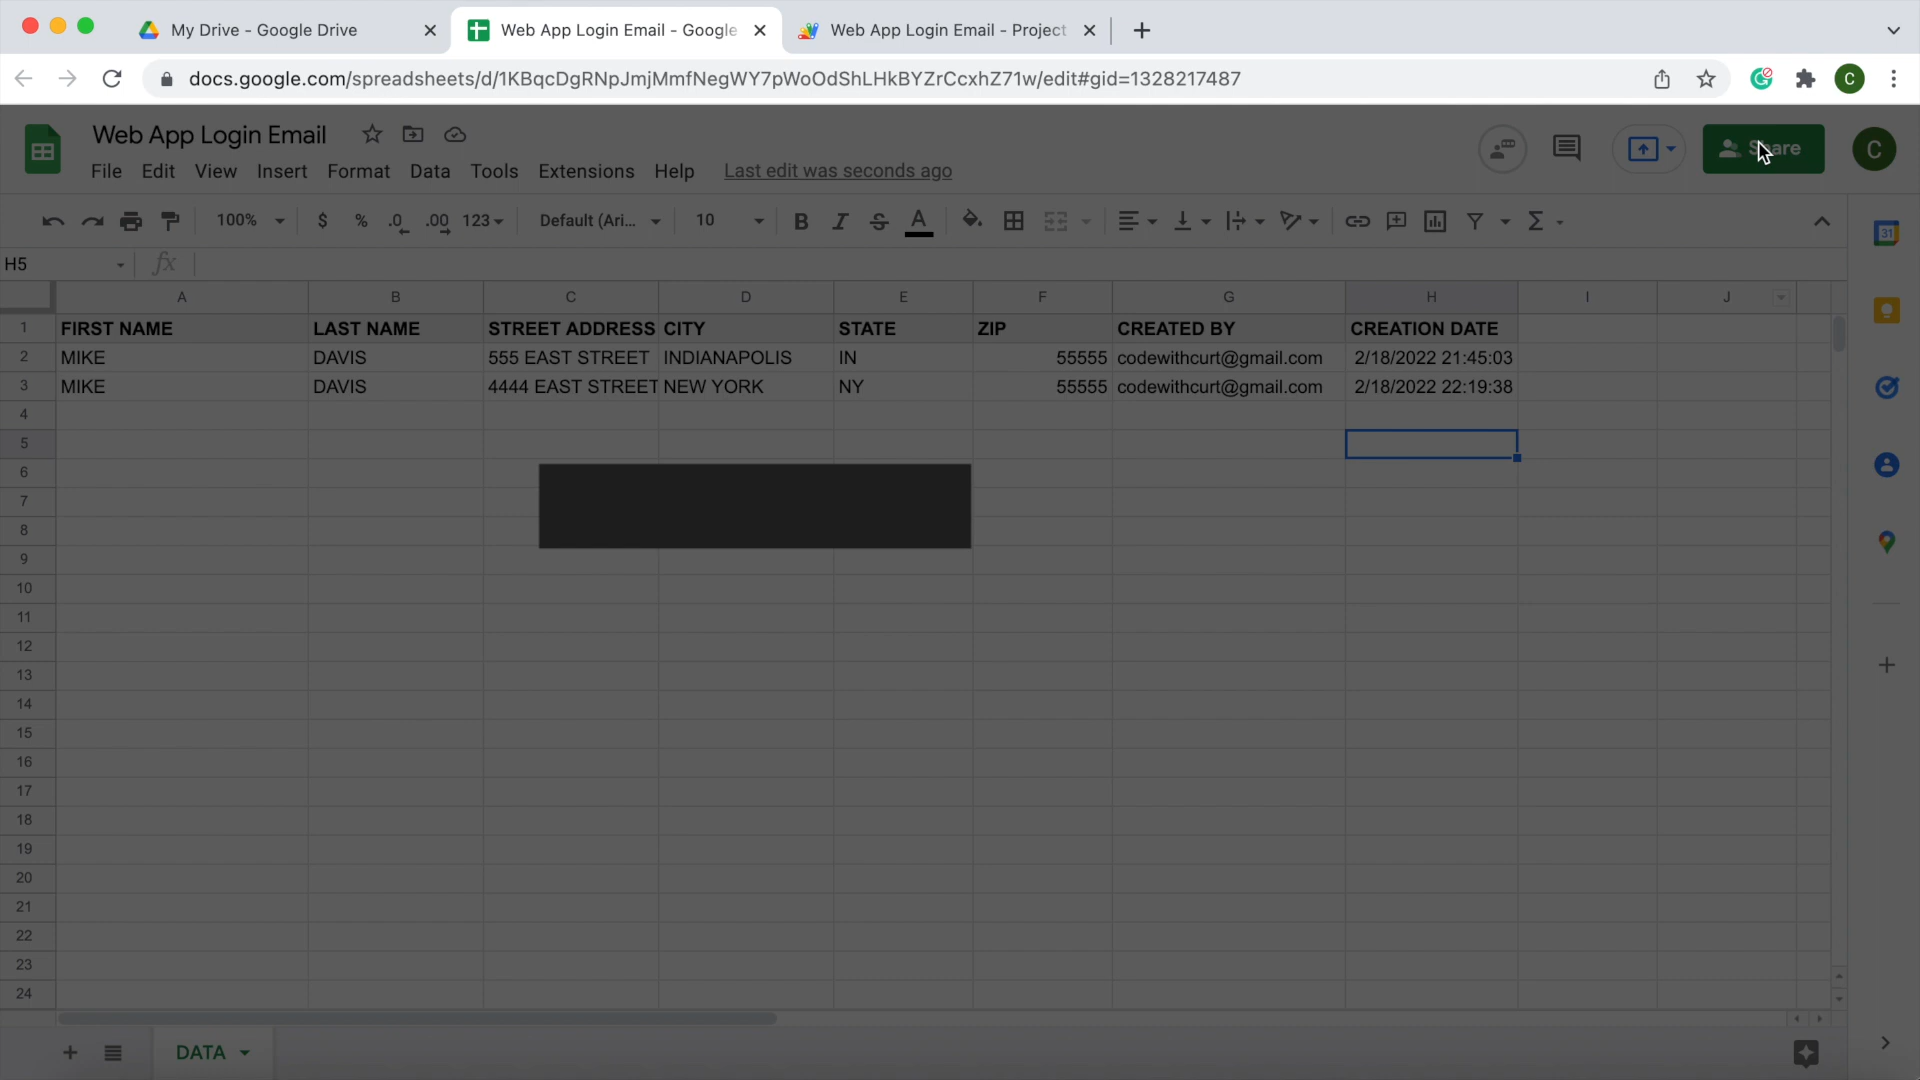 My Drive - Google Drive
Web App Login Email - Google
Web App Login Email - Project
docs.google.com/spreadsheets/d/1KBqcDgRNpJmjMmfNegWY7pWoOdShLHkBYZrCcxhZ71w/edit#gid=1328217487
C
Web App Login Email
Share
C
File Edit View Insert Format Data Tools Extensions Help Last edit was seconds ago
100% $ % .0 .00 123 Default (Ari... 10 B I S A Σ
31
H5 fx
A B C D E F G H I J
1 FIRST NAME LAST NAME STREET ADDRESS CITY STATE ZIP CREATED BY CREATION DATE
2 MIKE DAVIS 555 EAST STREET INDIANAPOLIS IN 55555 codewithcurt@gmail.com 2/18/2022 21:45:03
3 MIKE DAVIS 4444 EAST STREET NEW YORK NY 55555 codewithcurt@gmail.com 2/18/2022 22:19:38
4
5
6
7
8
9
10
11
12
13
14
15
16
17
18
19
20
21
22
23
24
DATA